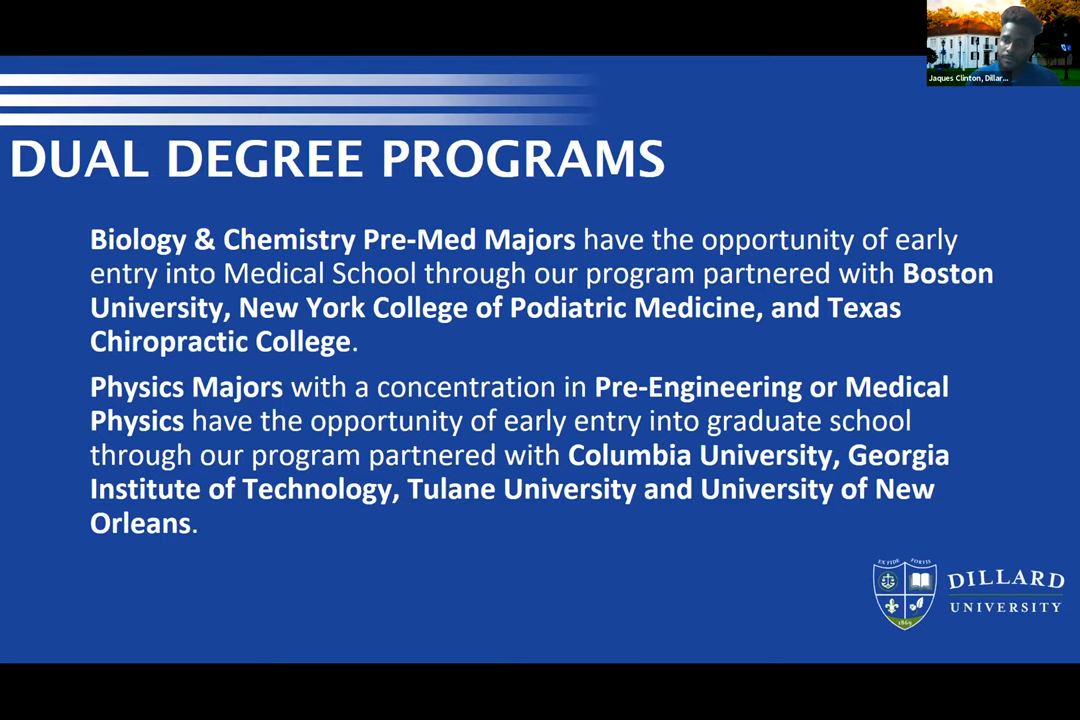 Jaques Clinton, Dillar...
DUAL DEGREE PROGRAMS
Biology & Chemistry Pre-Med Majors have the opportunity of early
entry into Medical School through our program partnered with Boston
University, New York College of Podiatric Medicine, and Texas
Chiropractic College.
Physics Majors with a concentration in Pre-Engineering or Medical
Physics have the opportunity of early entry into graduate school
through our program partnered with Columbia University, Georgia
Institute of Technology, Tulane University and University of New
Orleans.
EX FIDE FORTIS
1869
DILLARD
UNIVERSITY